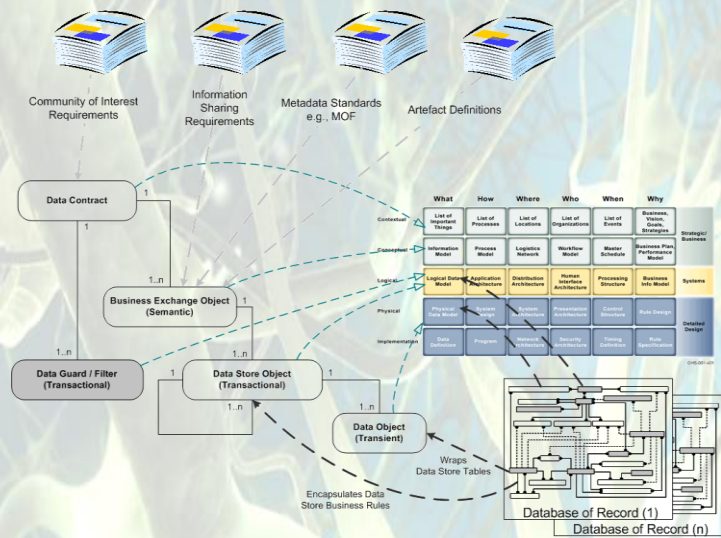 Community of Interest
Requirements
Information
Sharing
Requirements
Metadata Standards
e.g., MOF
Artefact Definitions
Data Contract
1
1
1..n
Business Exchange Object
(Semantic)
1
1..n
1..n
Data Guard / Filter
(Transactional)
Data Store Object
(Transactional)
1
1
1..n
1..n
Data Object
(Transient)
Wraps
Data Store Tables
Encapsulates Data
Store Business Rules
What How Where Who When Why
Contextual
List of
Important
Things
List of
Processes
List of
Locations
List of
Organizations
List of
Events
Business,
Vision,
Goals,
Strategies
Strategic/
Business
Conceptual
Information
Model
Process
Model
Logistics
Network
Workflow
Model
Master
Schedule
Business Plan,
Performance
Model
Logical
Logical Data
Model
Application
Architecture
Distribution
Architecture
Human
Interface
Architecture
Processing
Structure
Business
Info Model
Systems
Physical
Physical
Data Model
System
Design
System
Architecture
Presentation
Architecture
Control
Structure
Rule Design
Detailed
Design
Implementation
Data
Definition
Program
Network
Architecture
Security
Architecture
Timing
Definition
Rule
Specification
Database of Record (1)
Database of Record (n)